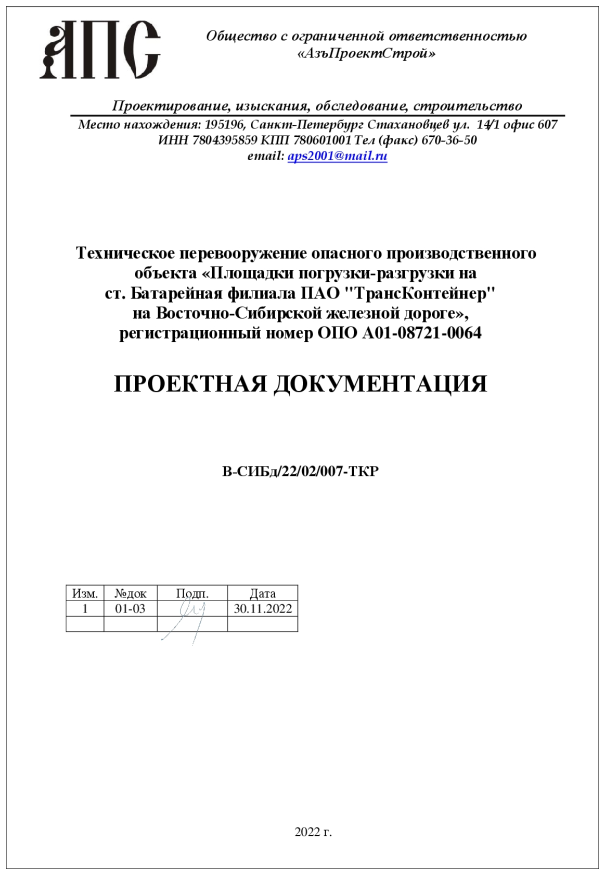 АПС
Общество с ограниченной ответственностью
«АзъПроектСтрой»
Проектирование, изыскания, обследование, строительство
Место нахождения: 195196, Санкт-Петербург Стахановцев ул. 14/1 офис 607
ИНН 7804395859 КПП 780601001 Тел (факс) 670-36-50
email: aps2001@mail.ru
Техническое перевооружение опасного производственного
объекта «Площадки погрузки-разгрузки на
ст. Батарейная филиала ПАО "ТрансКонтейнер"
на Восточно-Сибирской железной дороге»,
регистрационный номер ОПО А01-08721-0064
ПРОЕКТНАЯ ДОКУМЕНТАЦИЯ
В-СИБд/22/02/007-ТКР
Изм. №док Подп. Дата
1 01-03 30.11.2022
2022 г.